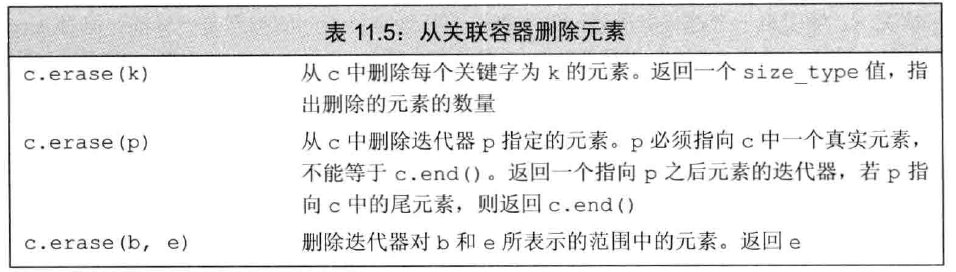 表 11.5：从关联容器删除元素
c.erase(k) 从 c 中删除每个关键字为 k 的元素。返回一个 size_type 值，指
出删除的元素的数量
c.erase(p) 从 c 中删除迭代器 p 指定的元素。p 必须指向 c 中一个真实元素，
不能等于 c.end()。返回一个指向 p 之后元素的迭代器，若 p 指
向 c 中的尾元素，则返回 c.end()
c.erase(b, e) 删除迭代器对 b 和 e 所表示的范围中的元素。返回 e